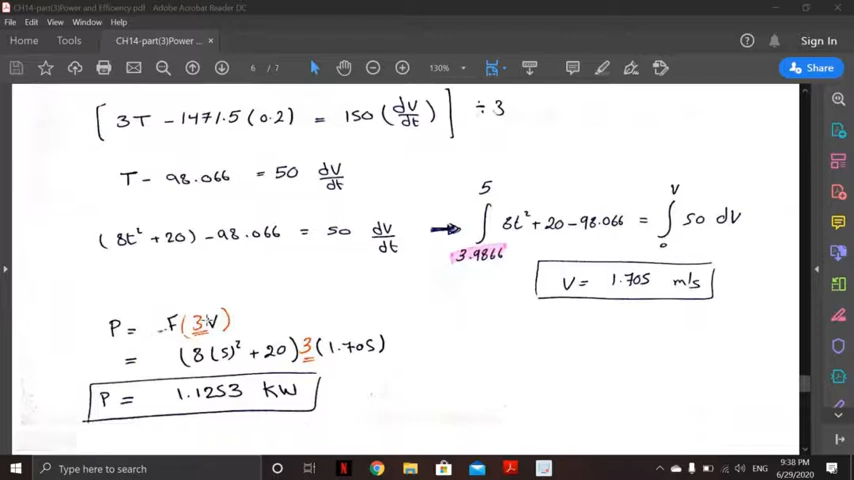 CH14-part(3)Power and Efficency.pdf - Adobe Acrobat Reader DC
File Edit View Window Help
Home Tools CH14-part(3)Power ... × Sign In
6 / 7 130% Share
[ 3T - 1471.5 (0.2) = 150 (dV/dt) ] ÷ 3
T - 98.066 = 50 dV/dt
(8t² + 20) - 98.066 = 50 dV/dt → ∫ 3.9866 5 8t² + 20 - 98.066 = ∫ 0 V 50 dV
V = 1.705 m/s
P = F(3V)
= (8(5)² + 20) 3 (1.705)
P = 1.1253 KW
Type here to search
ENG
9:38 PM
6/29/2020